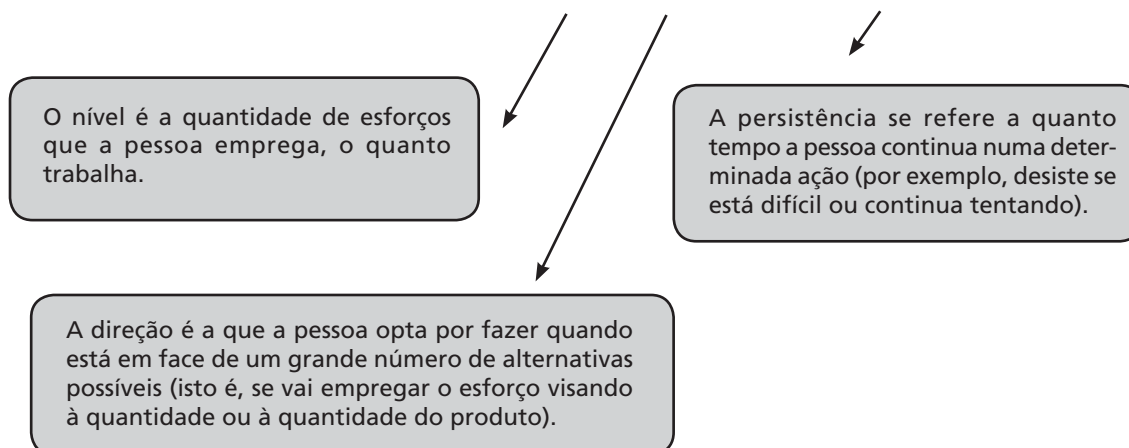 O nível é a quantidade de esforços
que a pessoa emprega, o quanto
trabalha.
A persistência se refere a quanto
tempo a pessoa continua numa deter-
minada ação (por exemplo, desiste se
está difícil ou continua tentando).
A direção é a que a pessoa opta por fazer quando
está em face de um grande número de alternativas
possíveis (isto é, se vai empregar o esforço visando
à quantidade ou à quantidade do produto).